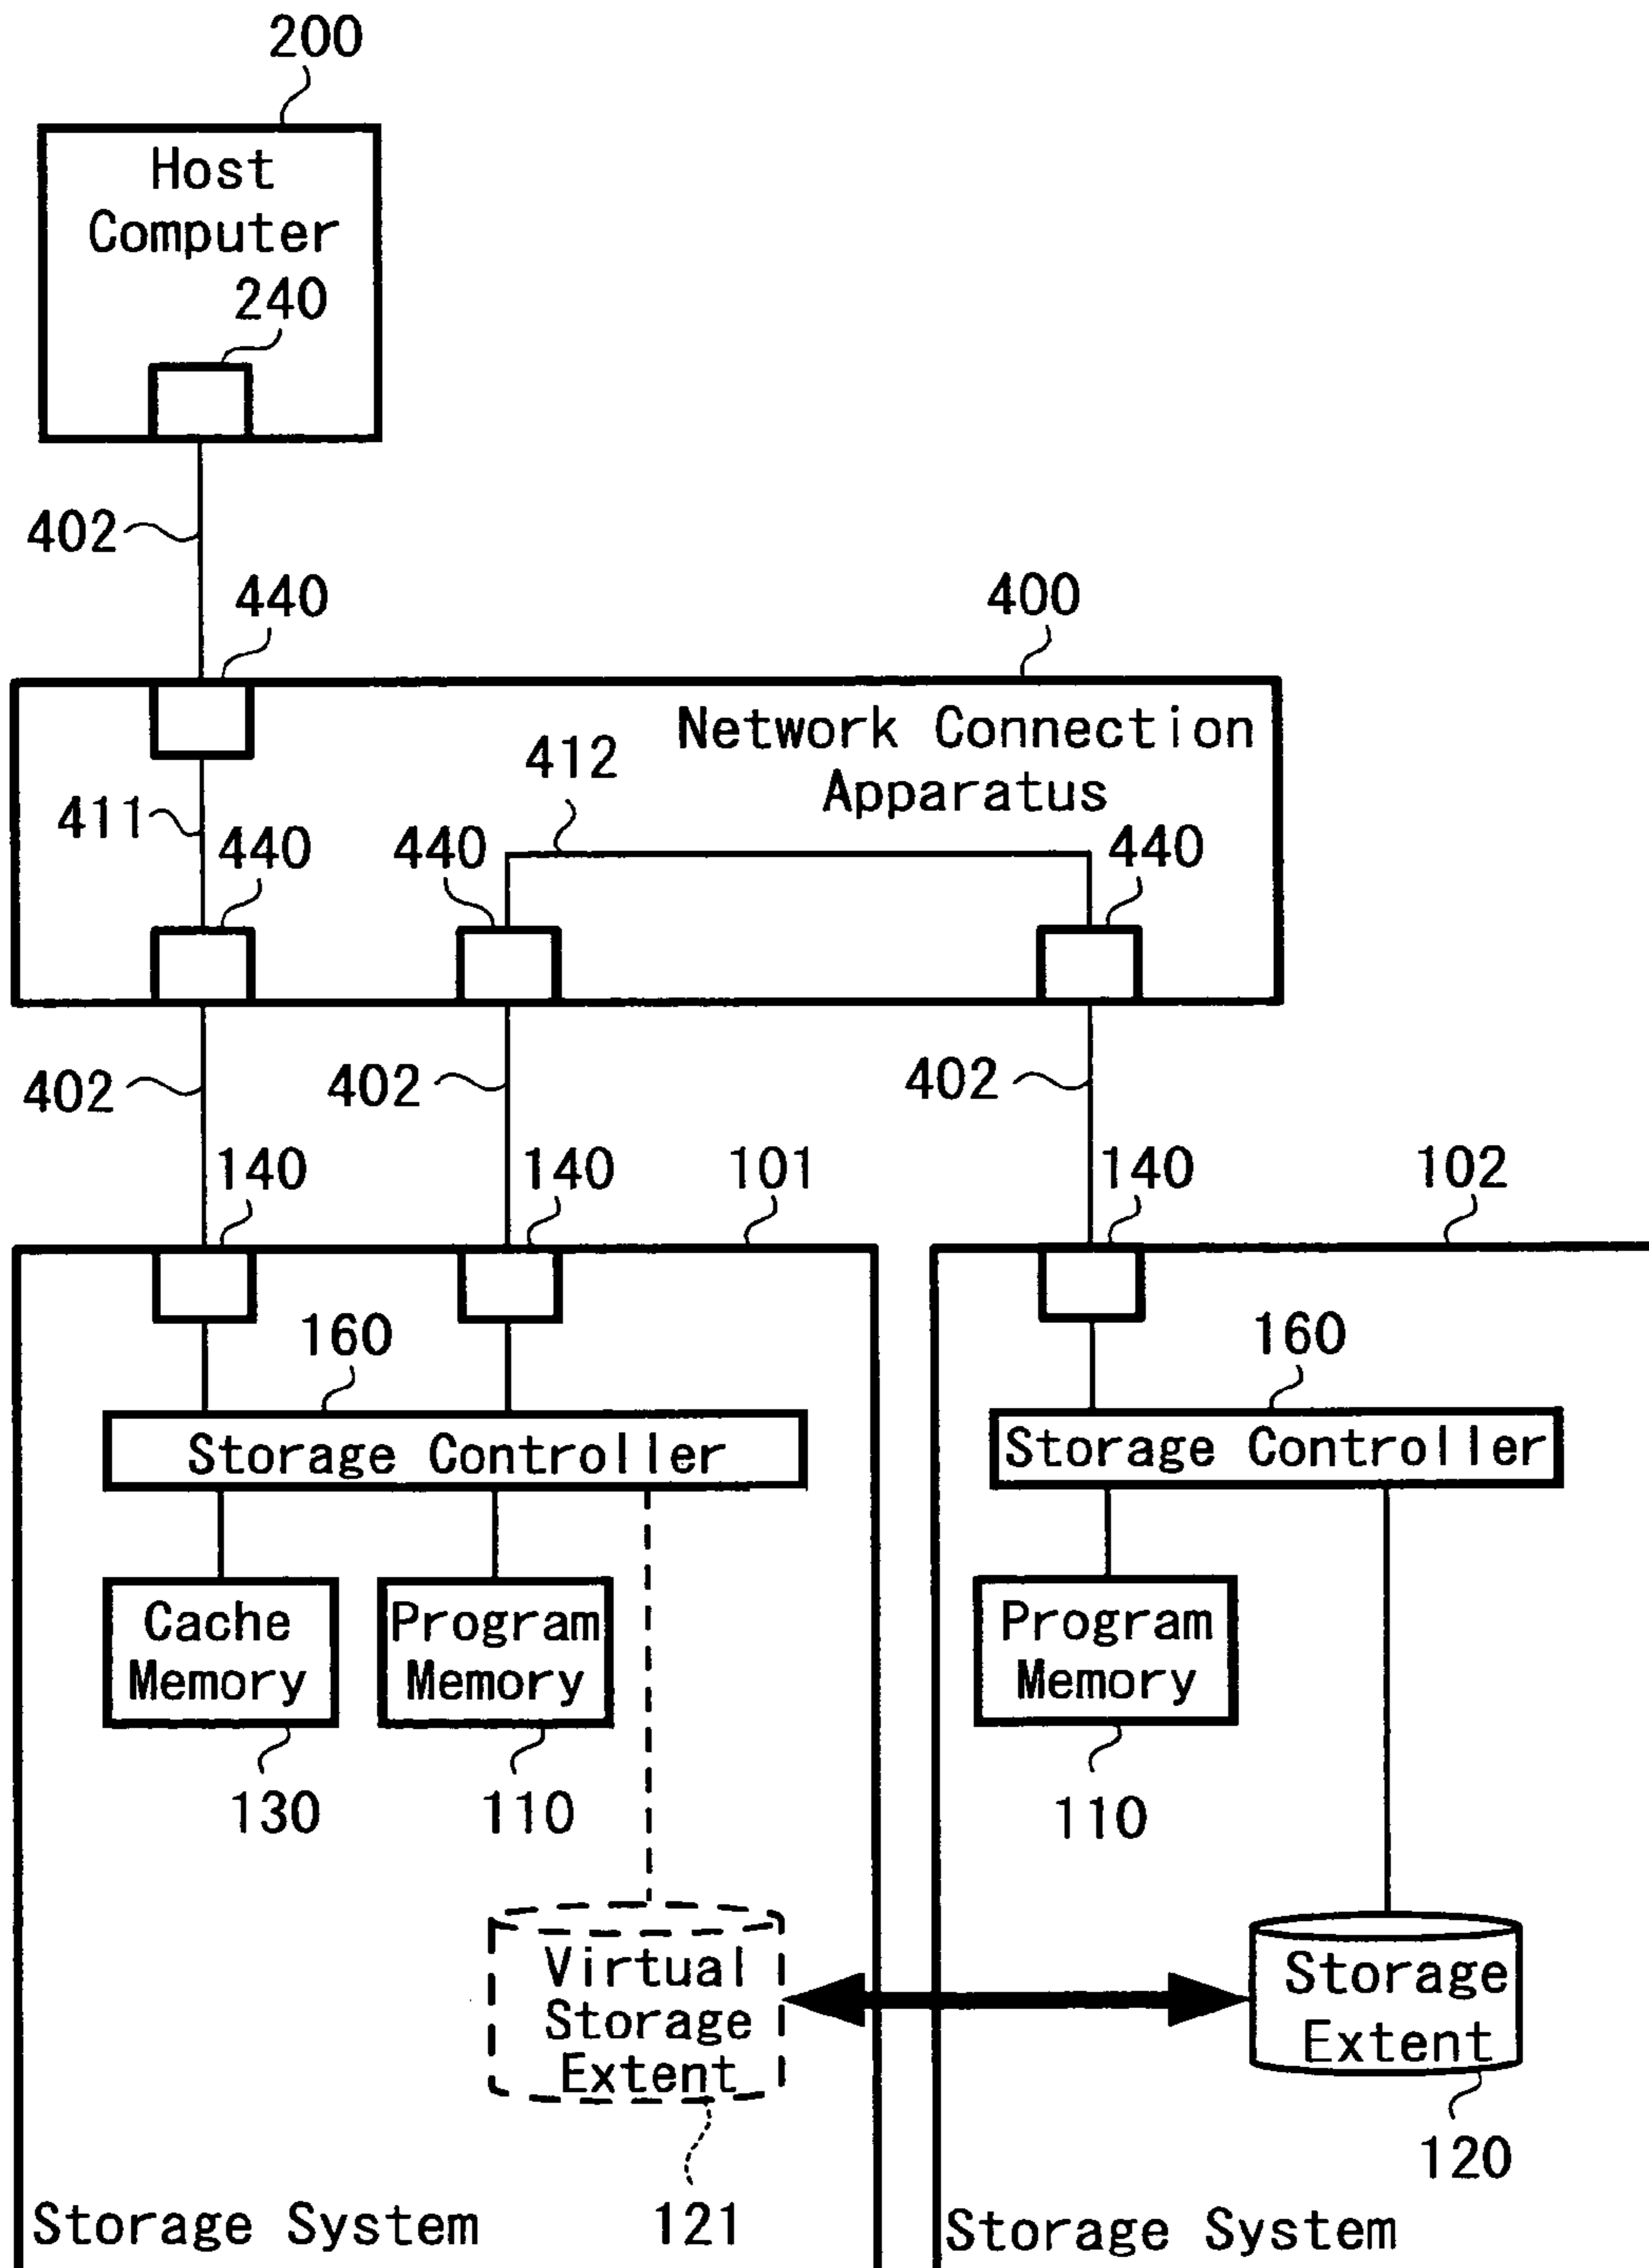 200
Host
Computer
240
402
440
400
Network Connection
Apparatus
412
411
440
440
440
402
402
402
140
140
101
140
102
160
160
Storage Controller
Storage Controller
Cache
Memory
Program
Memory
Program
Memory
130
110
110
Virtual
Storage
Extent
Storage
Extent
120
121
Storage System
Storage System